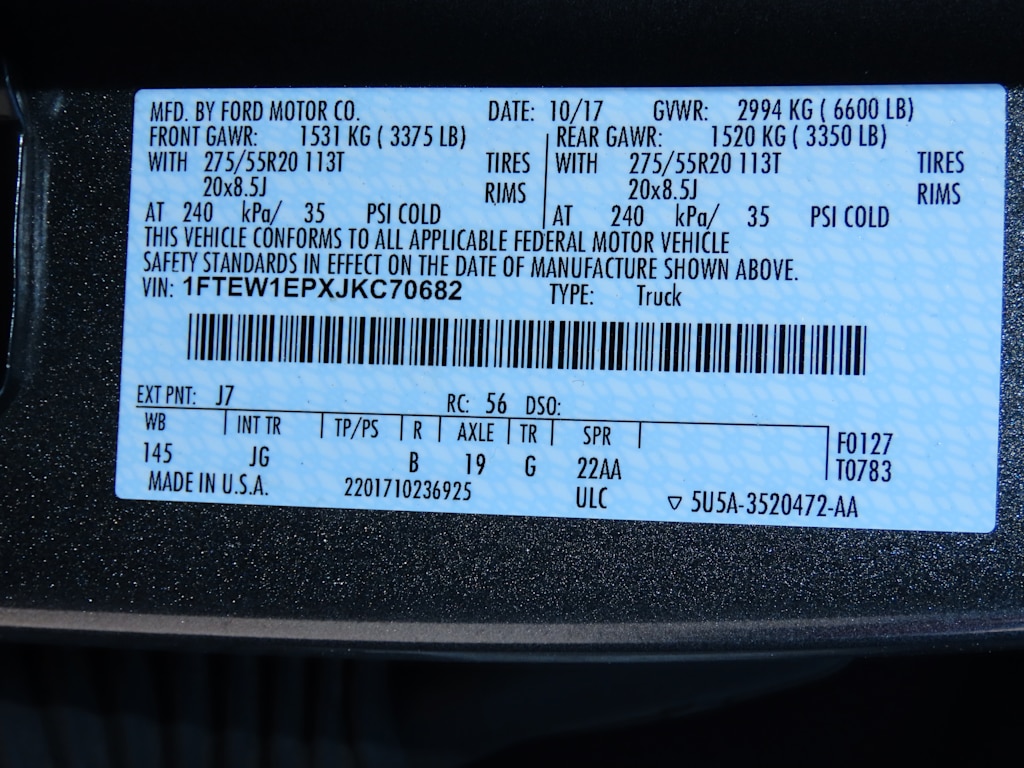 MFD. BY FORD MOTOR CO. DATE: 10/17 GVWR: 2994 KG ( 6600 LB)
FRONT GAWR: 1531 KG ( 3375 LB) REAR GAWR: 1520 KG ( 3350 LB)
WITH 275/55R20 113T TIRES WITH 275/55R20 113T TIRES
20x8.5J RIMS 20x8.5J RIMS
AT 240 kPa/ 35 PSI COLD AT 240 kPa/ 35 PSI COLD
THIS VEHICLE CONFORMS TO ALL APPLICABLE FEDERAL MOTOR VEHICLE
SAFETY STANDARDS IN EFFECT ON THE DATE OF MANUFACTURE SHOWN ABOVE.
VIN: 1FTEW1EPXJKC70682 TYPE: Truck
EXT PNT: J7 RC: 56 DSO:
WB INT TR TP/PS R AXLE TR SPR F0127
145 JG B 19 G 22AA T0783
MADE IN U.S.A. 2201710236925 ULC ▽ 5U5A-3520472-AA